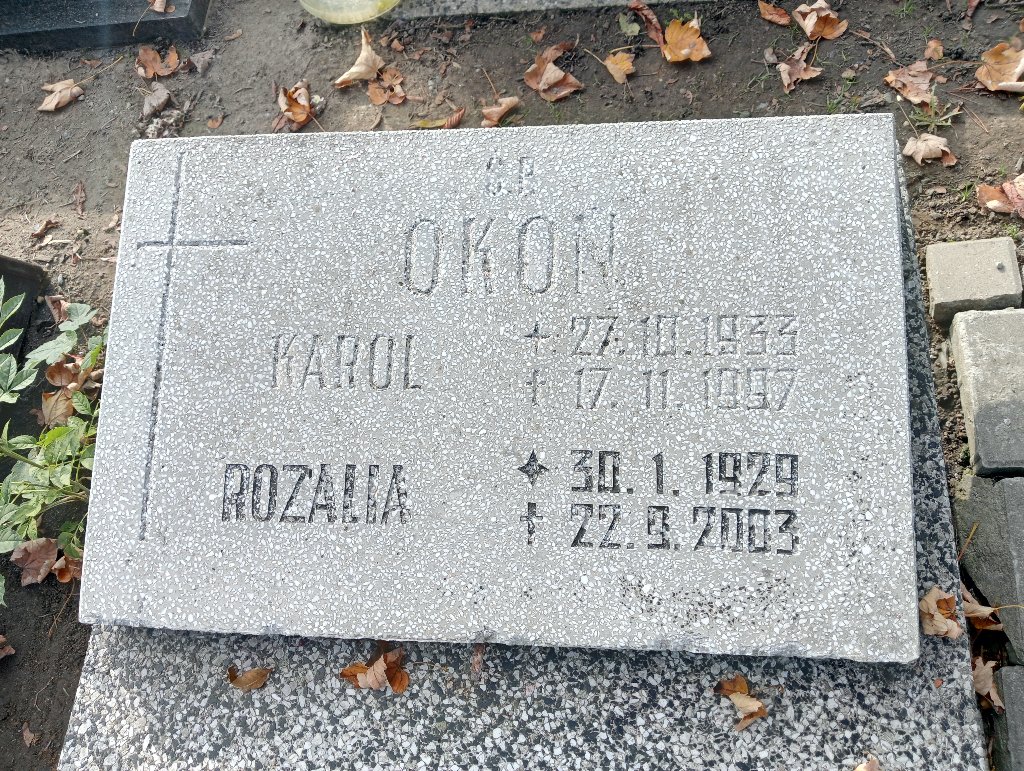 Ś.P.
OKOŃ
KAROL
27.10.1933
† 17.11.1997
ROZALIA
30.1.1929
† 22.9.2003